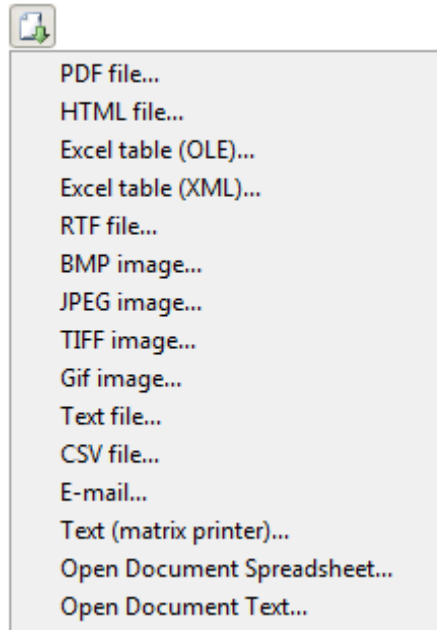 PDF file...
HTML file...
Excel table (OLE)...
Excel table (XML)...
RTF file...
BMP image...
JPEG image...
TIFF image...
Gif image...
Text file...
CSV file...
E-mail...
Text (matrix printer)...
Open Document Spreadsheet...
Open Document Text...